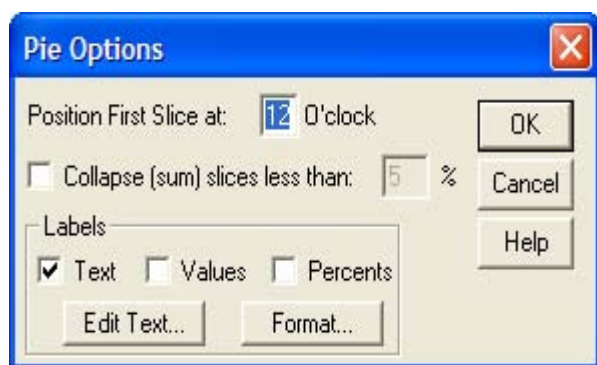 Pie Options
Position First Slice at: 12 O'clock
OK
Collapse (sum) slices less than: 5 %
Cancel
Labels
Help
Text Values Percents
Edit Text... Format...